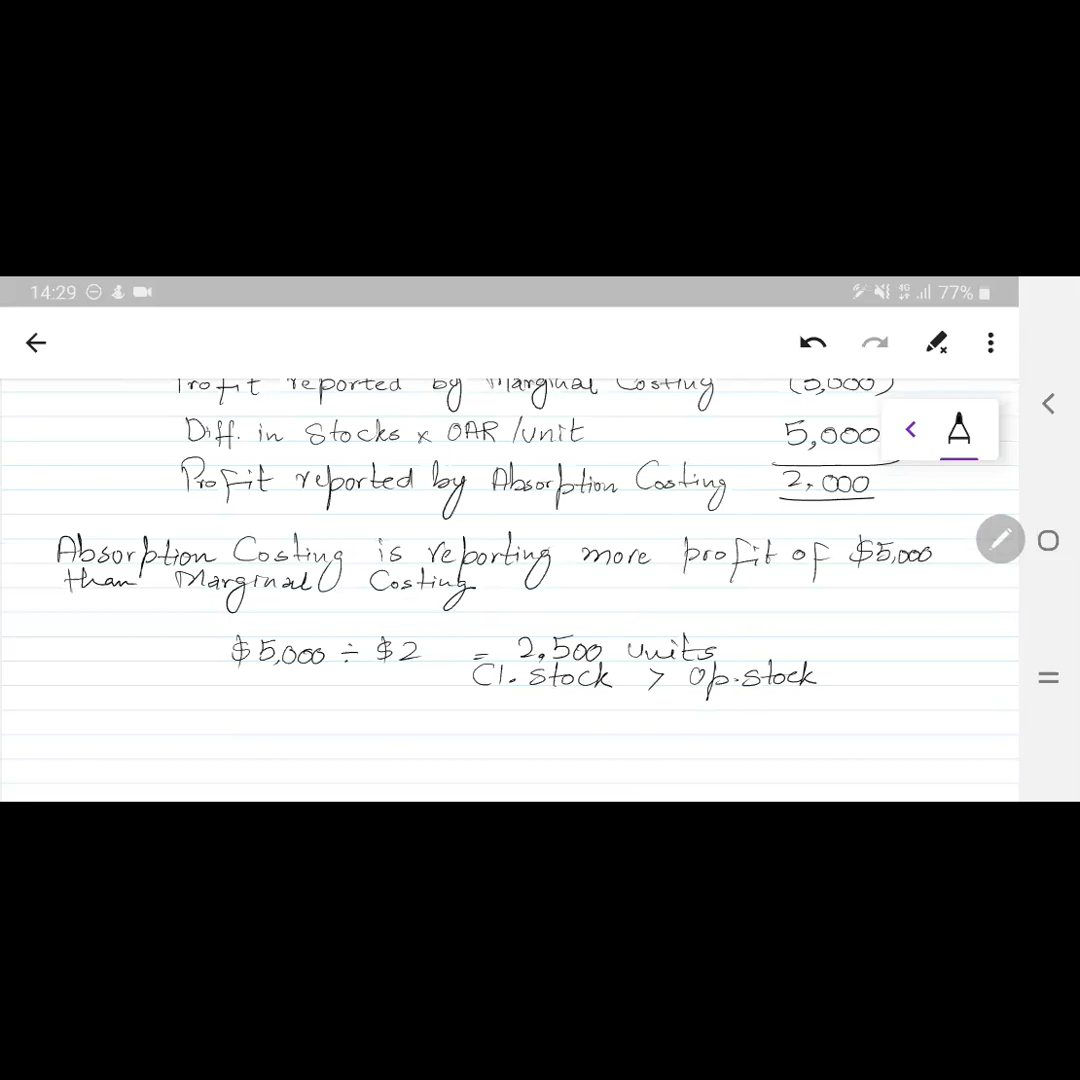 14:29 4G 77%
Profit reported by Marginal Costing
Diff. in Stocks x OAR /unit 5,000
Profit reported by Absorption Costing 2,000
Absorption Costing is reporting more profit of $5,000
than Marginal Costing
$5,000 ÷ $2 = 2,500 units
Cl. stock > Op. stock